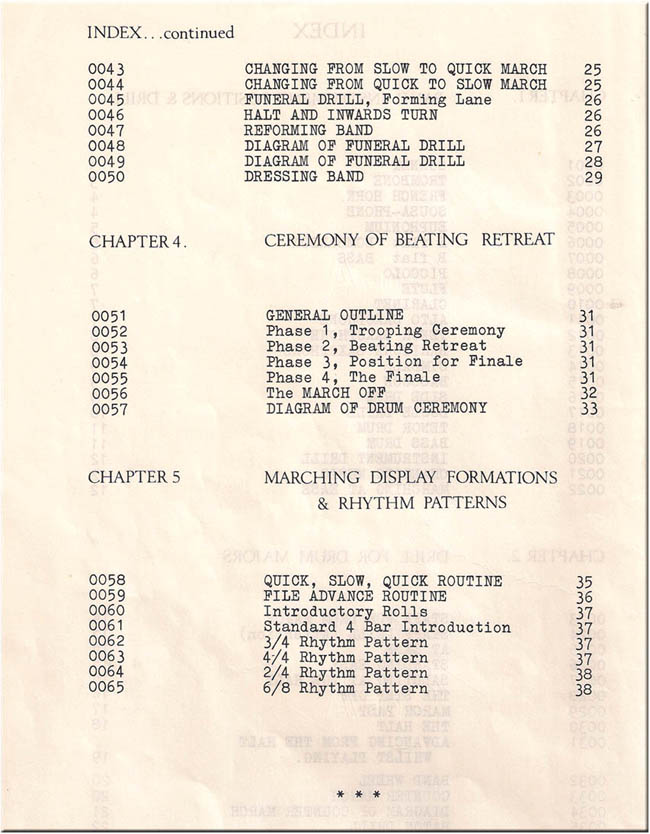 INDEX...continued
0043 CHANGING FROM SLOW TO QUICK MARCH 25
0044 CHANGING FROM QUICK TO SLOW MARCH 25
0045 FUNERAL DRILL, Forming Lane 26
0046 HALT AND INWARDS TURN 26
0047 REFORMING BAND 26
0048 DIAGRAM OF FUNERAL DRILL 27
0049 DIAGRAM OF FUNERAL DRILL 28
0050 DRESSING BAND 29
CHAPTER 4. CEREMONY OF BEATING RETREAT
0051 GENERAL OUTLINE 31
0052 Phase 1, Trooping Ceremony 31
0053 Phase 2, Beating Retreat 31
0054 Phase 3, Position for Finale 31
0055 Phase 4, The Finale 31
0056 The MARCH OFF 32
0057 DIAGRAM OF DRUM CEREMONY 33
CHAPTER 5 MARCHING DISPLAY FORMATIONS
& RHYTHM PATTERNS
0058 QUICK, SLOW, QUICK ROUTINE 35
0059 FILE ADVANCE ROUTINE 36
0060 Introductory Rolls 37
0061 Standard 4 Bar Introduction 37
0062 3/4 Rhythm Pattern 37
0063 4/4 Rhythm Pattern 37
0064 2/4 Rhythm Pattern 38
0065 6/8 Rhythm Pattern 38
* * *